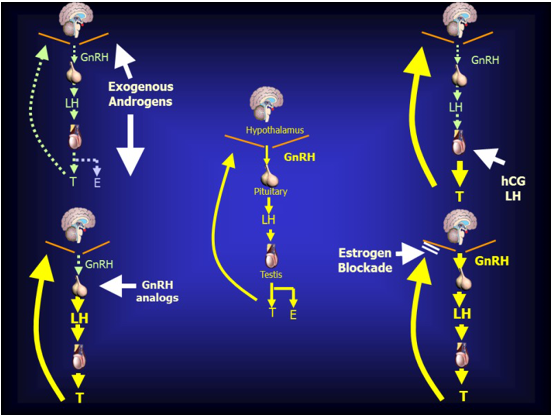 GnRH
LH
T
E
Exogenous
Androgens
Hypothalamus
GnRH
Pituitary
LH
Testis
T
E
GnRH
LH
T
hCG
LH
GnRH
LH
T
GnRH
analogs
Estrogen
Blockade
GnRH
LH
T